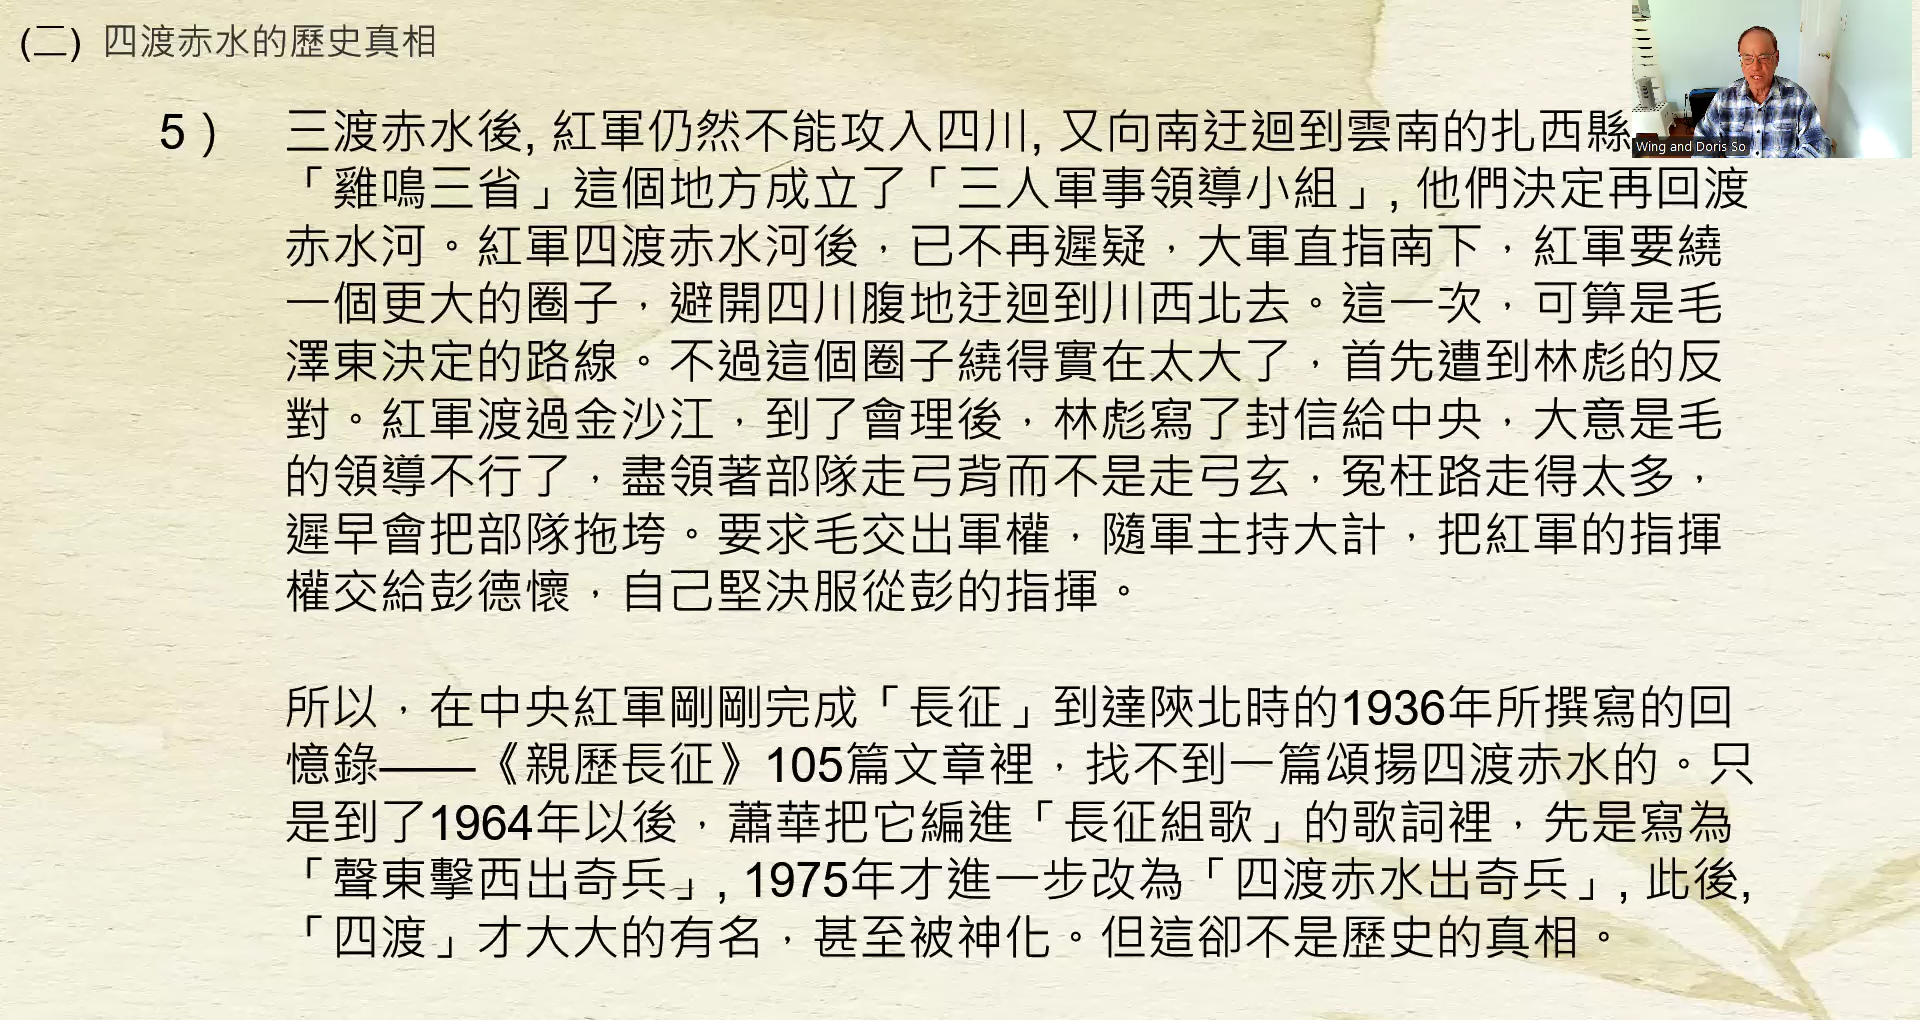 (二) 四渡赤水的歷史真相
5） 三渡赤水後, 紅軍仍然不能攻入四川, 又向南迂迴到雲南的扎西縣
「雞鳴三省」這個地方成立了「三人軍事領導小組」, 他們決定再回渡
赤水河。紅軍四渡赤水河後，已不再遲疑，大軍直指南下，紅軍要繞
一個更大的圈子，避開四川腹地迂迴到川西北去。這一次，可算是毛
澤東決定的路線。不過這個圈子繞得實在太大了，首先遭到林彪的反
對。紅軍渡過金沙江，到了會理後，林彪寫了封信給中央，大意是毛
的領導不行了，盡領著部隊走弓背而不是走弓玄，冤枉路走得太多，
遲早會把部隊拖垮。要求毛交出軍權，隨軍主持大計，把紅軍的指揮
權交給彭德懷，自己堅決服從彭的指揮。
所以，在中央紅軍剛剛完成「長征」到達陝北時的1936年所撰寫的回
憶錄——《親歷長征》105篇文章裡，找不到一篇頌揚四渡赤水的。只
是到了1964年以後，蕭華把它編進「長征組歌」的歌詞裡，先是寫為
「聲東擊西出奇兵」, 1975年才進一步改為「四渡赤水出奇兵」, 此後,
「四渡」才大大的有名，甚至被神化。但這卻不是歷史的真相。
Wing and Doris So